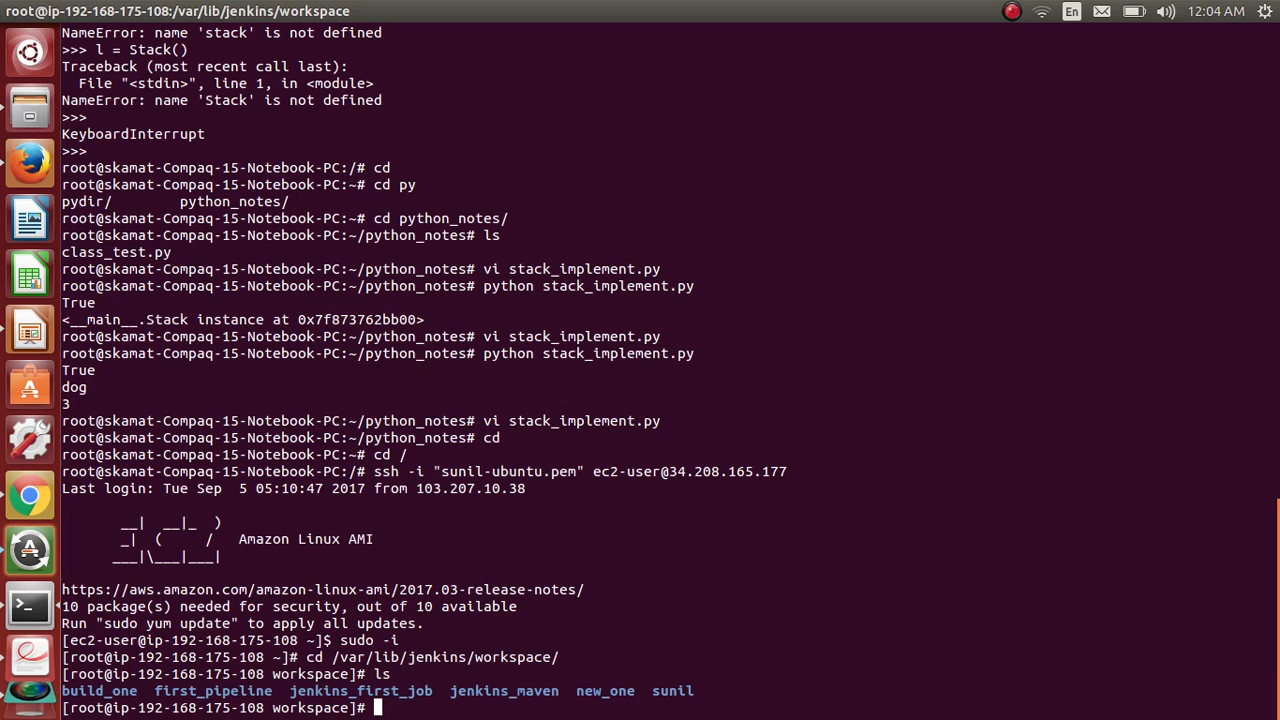 root@ip-192-168-175-108:/var/lib/jenkins/workspace
En
12:04 AM
NameError: name 'stack' is not defined
>>> l = Stack()
Traceback (most recent call last):
  File "<stdin>", line 1, in <module>
NameError: name 'Stack' is not defined
>>>
KeyboardInterrupt
>>>
root@skamat-Compaq-15-Notebook-PC:/# cd
root@skamat-Compaq-15-Notebook-PC:~# cd py
pydir/        python_notes/
root@skamat-Compaq-15-Notebook-PC:~# cd python_notes/
root@skamat-Compaq-15-Notebook-PC:~/python_notes# ls
class_test.py
root@skamat-Compaq-15-Notebook-PC:~/python_notes# vi stack_implement.py
root@skamat-Compaq-15-Notebook-PC:~/python_notes# python stack_implement.py
True
<__main__.Stack instance at 0x7f873762bb00>
root@skamat-Compaq-15-Notebook-PC:~/python_notes# vi stack_implement.py
root@skamat-Compaq-15-Notebook-PC:~/python_notes# python stack_implement.py
True
dog
3
root@skamat-Compaq-15-Notebook-PC:~/python_notes# vi stack_implement.py
root@skamat-Compaq-15-Notebook-PC:~/python_notes# cd
root@skamat-Compaq-15-Notebook-PC:~# cd /
root@skamat-Compaq-15-Notebook-PC:/# ssh -i "sunil-ubuntu.pem" ec2-user@34.208.165.177
Last login: Tue Sep  5 05:10:47 2017 from 103.207.10.38
       __|  __|_  )
       _|  (     /   Amazon Linux AMI
      ___|\___|___|
https://aws.amazon.com/amazon-linux-ami/2017.03-release-notes/
10 package(s) needed for security, out of 10 available
Run "sudo yum update" to apply all updates.
[ec2-user@ip-192-168-175-108 ~]$ sudo -i
[root@ip-192-168-175-108 ~]# cd /var/lib/jenkins/workspace/
[root@ip-192-168-175-108 workspace]# ls
build_one  first_pipeline  jenkins_first_job  jenkins_maven  new_one  sunil
[root@ip-192-168-175-108 workspace]#